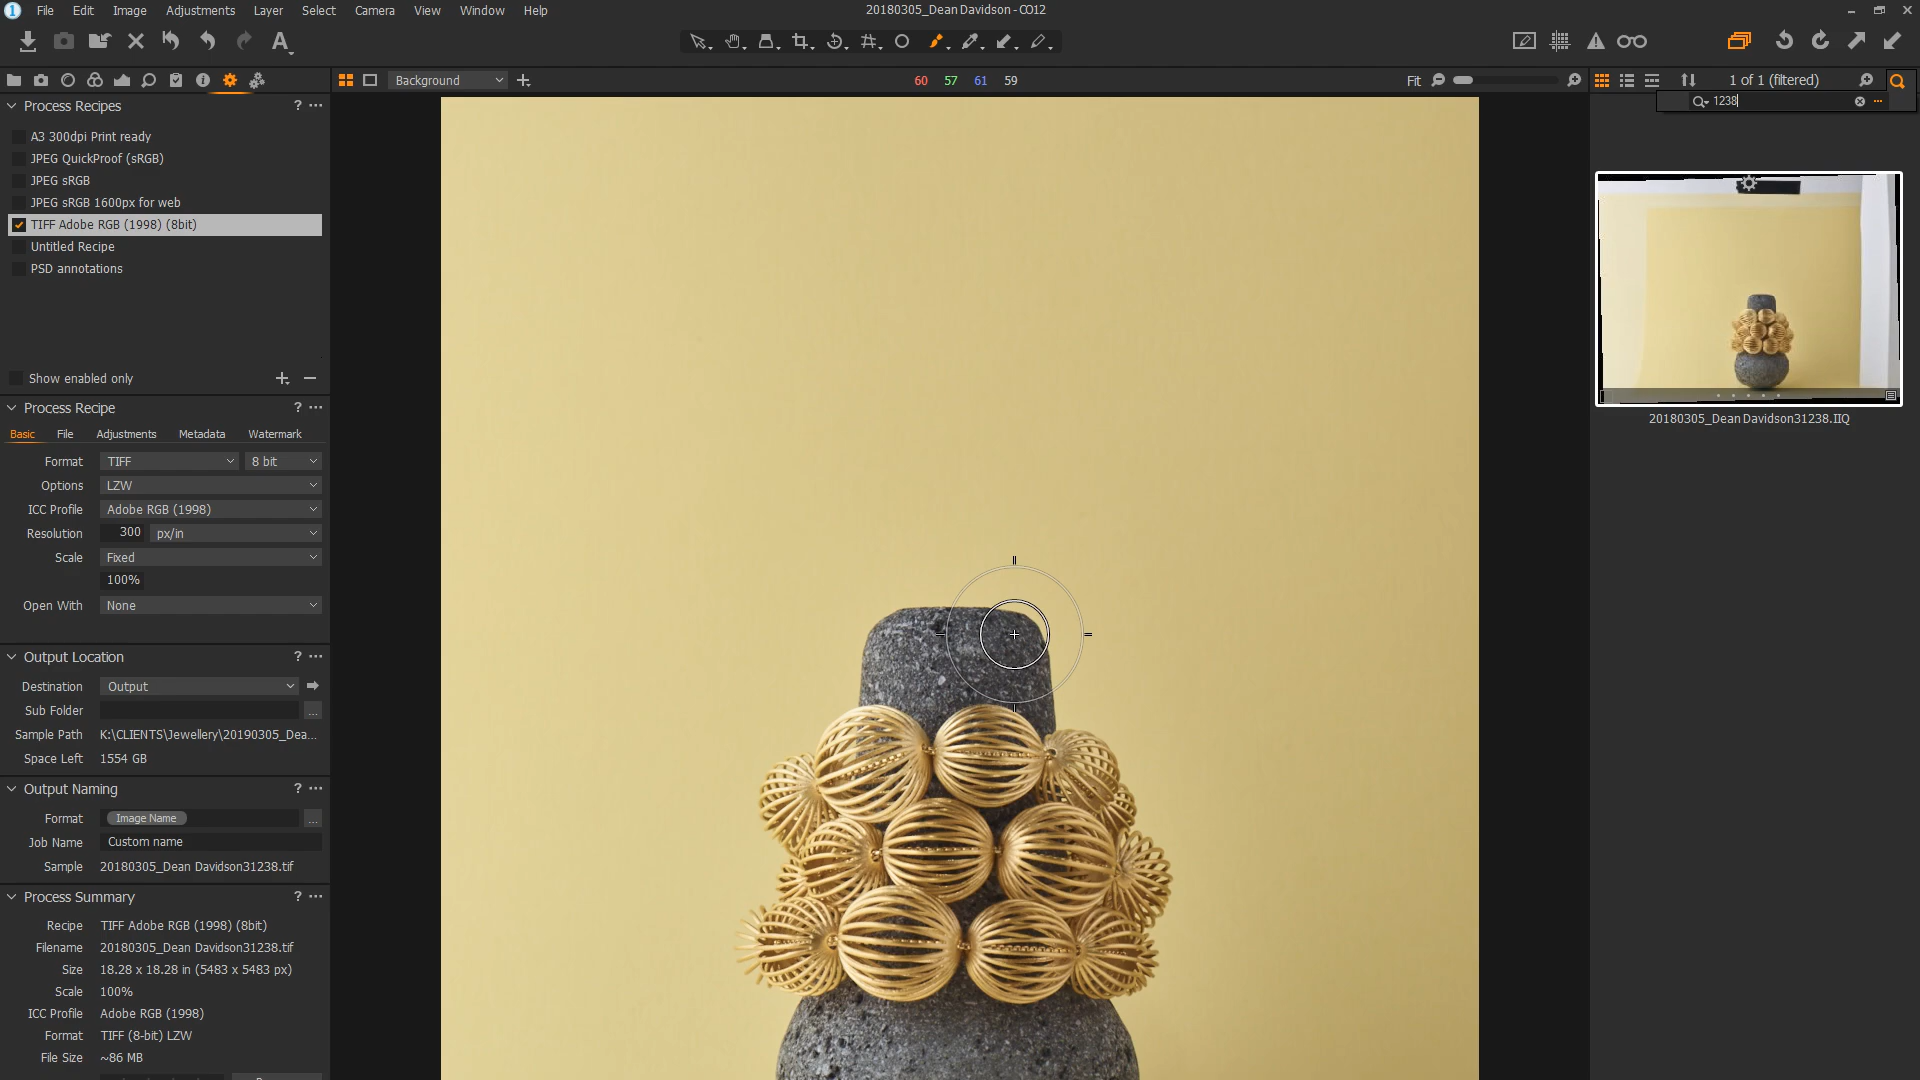 File Edit Image Adjustments Layer Select Camera View Window Help
20180305_Dean Davidson - CO12
Background
60 57 61 59
Fit
1 of 1 (filtered)
1238
Process Recipes ? ...
A3 300dpi Print ready
JPEG QuickProof (sRGB)
JPEG sRGB
JPEG sRGB 1600px for web
TIFF Adobe RGB (1998) (8bit)
Untitled Recipe
PSD annotations
Show enabled only
Process Recipe ? ...
Basic File Adjustments Metadata Watermark
Format TIFF 8 bit
Options LZW
ICC Profile Adobe RGB (1998)
Resolution 300 px/in
Scale Fixed
100%
Open With None
Output Location ? ...
Destination Output
Sub Folder ...
Sample Path K:\CLIENTS\Jewellery\20190305_Dea...
Space Left 1554 GB
Output Naming ? ...
Format Image Name ...
Job Name Custom name
Sample 20180305_Dean Davidson31238.tif
Process Summary ? ...
Recipe TIFF Adobe RGB (1998) (8bit)
Filename 20180305_Dean Davidson31238.tif
Size 18.28 x 18.28 in (5483 x 5483 px)
Scale 100%
ICC Profile Adobe RGB (1998)
Format TIFF (8-bit) LZW
File Size ~86 MB
20180305_Dean Davidson31238.IIQ